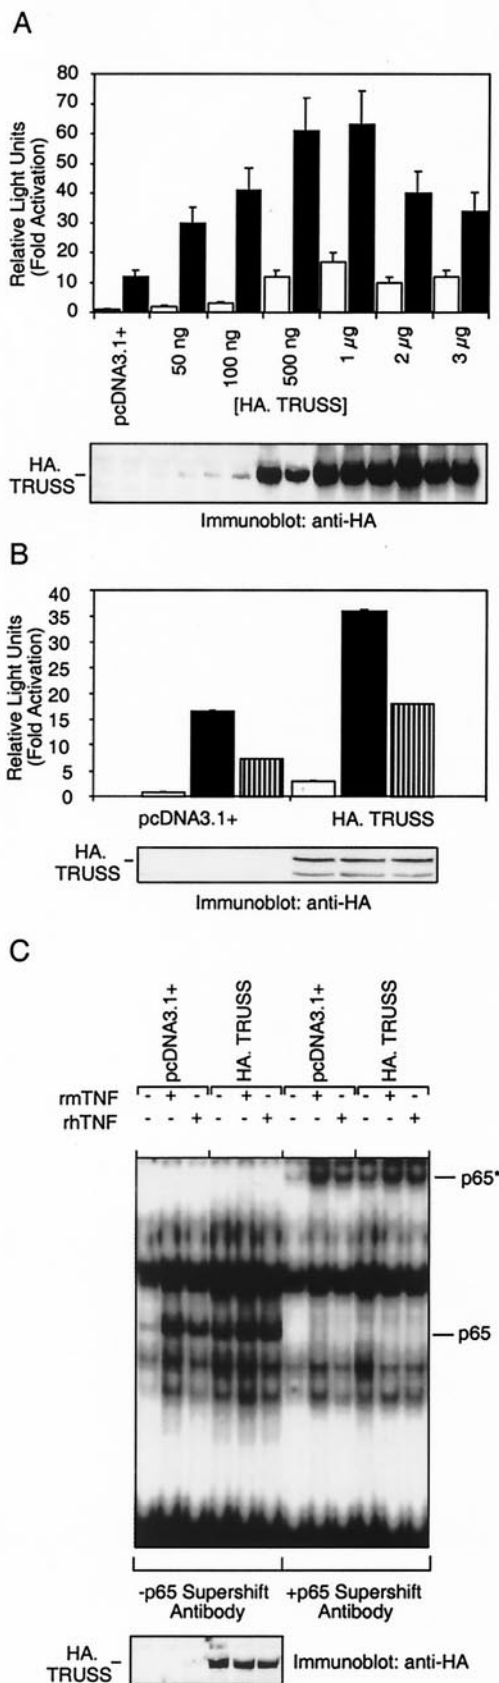 A
Relative Light Units
(Fold Activation)
80
70
60
50
40
30
20
10
0
pcDNA3.1+
50 ng
100 ng
500 ng
1 µg
2 µg
3 µg
[HA. TRUSS]
HA.
TRUSS
Immunoblot: anti-HA
B
Relative Light Units
(Fold Activation)
40
35
30
25
20
15
10
5
0
pcDNA3.1+ HA. TRUSS
HA.
TRUSS
Immunoblot: anti-HA
C
pcDNA3.1+
HA. TRUSS
pcDNA3.1+
HA. TRUSS
rmTNF - + - - + - - + - - + -
rhTNF - - + - - + - - + - - +
p65*
p65
-p65 Supershift
Antibody
+p65 Supershift
Antibody
HA.
TRUSS
Immunoblot: anti-HA